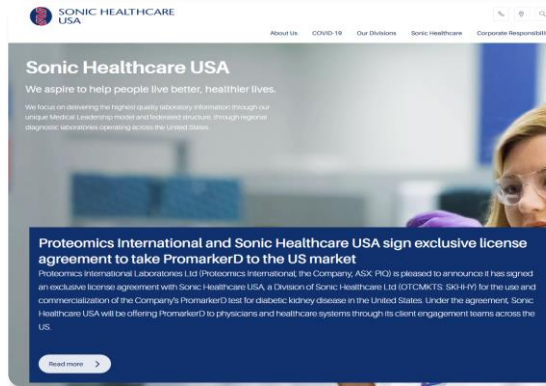 SONIC HEALTHCARE
USA
About Us COVID-19 Our Divisions Sonic Healthcare Corporate Responsibili
Sonic Healthcare USA
We aspire to help people live better, healthier lives.
We focus on delivering the highest quality laboratory information through our
unique Medical Leadership model and federated structure, through regional
diagnostic laboratories operating across the United States.
Proteomics International and Sonic Healthcare USA sign exclusive license
agreement to take PromarkerD to the US market
Proteomics International Laboratories Ltd (Proteomics International; the Company; ASX: PIQ) is pleased to announce it has signed
an exclusive license agreement with Sonic Healthcare USA, a Division of Sonic Healthcare Ltd (OTCMKTS: SKHHY) for the use and
commercialization of the Company's PromarkerD test for diabetic kidney disease in the United States. Under the agreement, Sonic
Healthcare USA will be offering PromarkerD to physicians and healthcare systems through its client engagement teams across the
US.
Read more